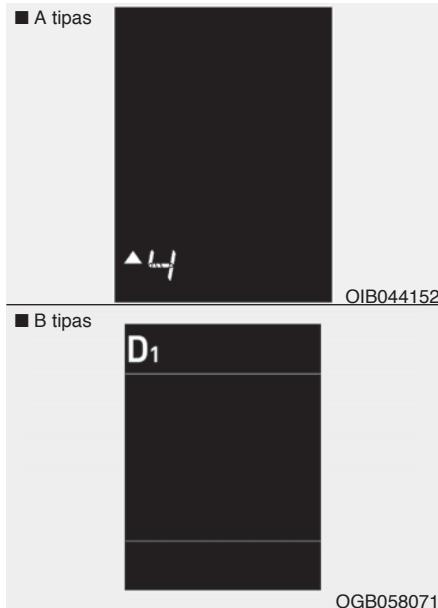 ■ A tipas
▲4
OIB044152
■ B tipas
D1
OGB058071